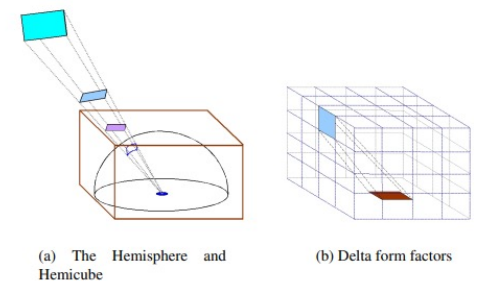 (a) The Hemisphere and
Hemicube
(b) Delta form factors